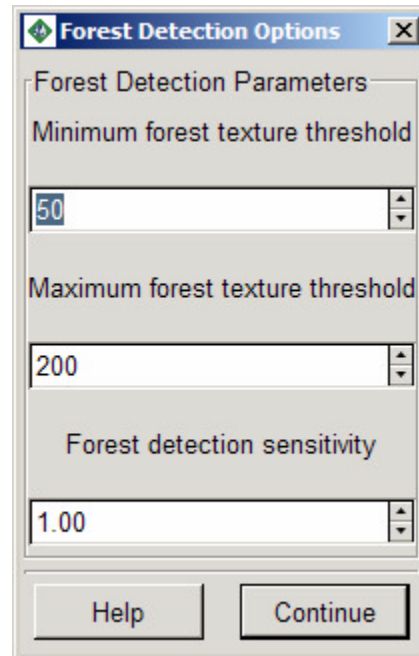 Forest Detection Options
Forest Detection Parameters
Minimum forest texture threshold
50
Maximum forest texture threshold
200
Forest detection sensitivity
1.00
Help Continue